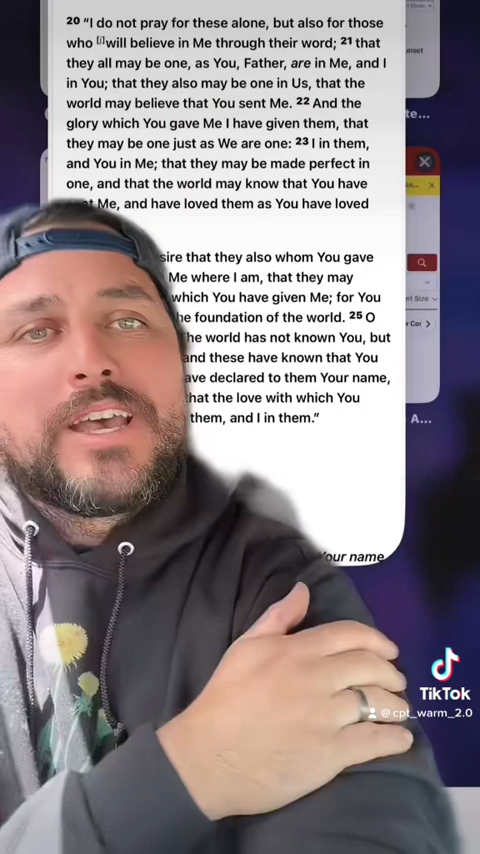 20 “I do not pray for these alone, but also for those
who [i]will believe in Me through their word; 21 that
they all may be one, as You, Father, are in Me, and I
in You; that they also may be one in Us, that the
world may believe that You sent Me. 22 And the
glory which You gave Me I have given them, that
they may be one just as We are one: 23 I in them,
and You in Me; that they may be made perfect in
one, and that the world may know that You have
Me, and have loved them as You have loved
sire that they also whom You gave
Me where I am, that they may
which You have given Me; for You
he foundation of the world. 25 O
he world has not known You, but
and these have known that You
ave declared to them Your name,
that the love with which You
them, and I in them.”
Your name
unset
te...
nt Size
A...
TikTok
@cpt_warm_2.0